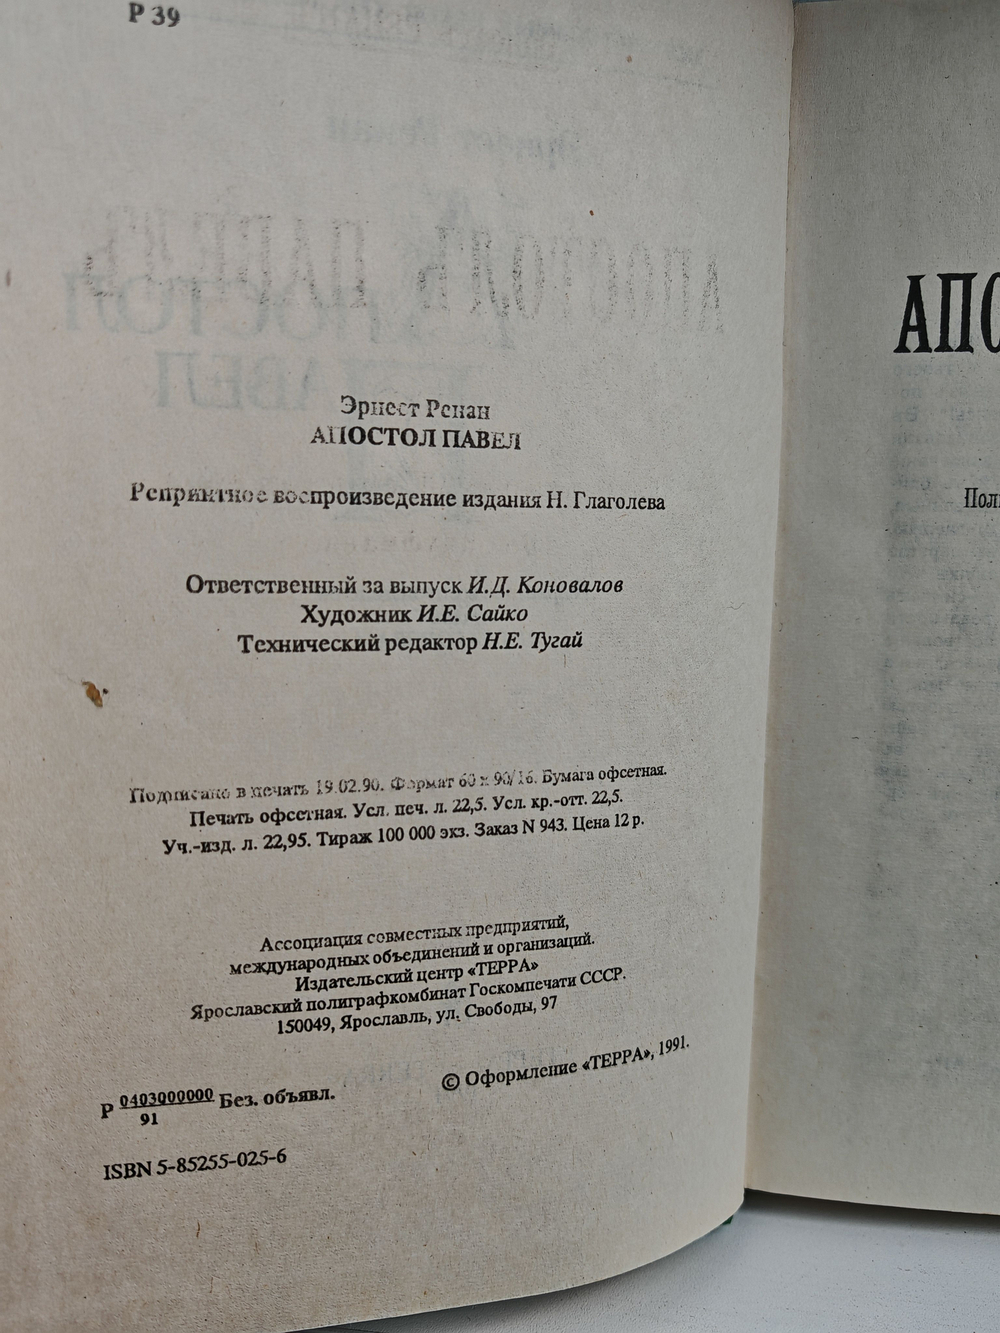 Р 39
Эрнест Ренан
АПОСТОЛ ПАВЕЛ
Репринтное воспроизведение издания Н. Глаголева
Ответственный за выпуск И.Д. Коновалов
Художник И.Е. Сайко
Технический редактор Н.Е. Тугай
Подписано в печать 19.02.90. Формат 60 х 90/16. Бумага офсетная.
Печать офсетная. Усл. печ. л. 22,5. Усл. кр.-отт. 22,5.
Уч.-изд. л. 22,95. Тираж 100 000 экз. Заказ N 943. Цена 12 р.
Ассоциация совместных предприятий,
международных объединений и организаций.
Издательский центр «ТЕРРА»
Ярославский полиграфкомбинат Госкомпечати СССР.
150049, Ярославль, ул. Свободы, 97
Р 0403000000 Без. объявл.
91
© Оформление «ТЕРРА», 1991.
ISBN 5-85255-025-6
АПО